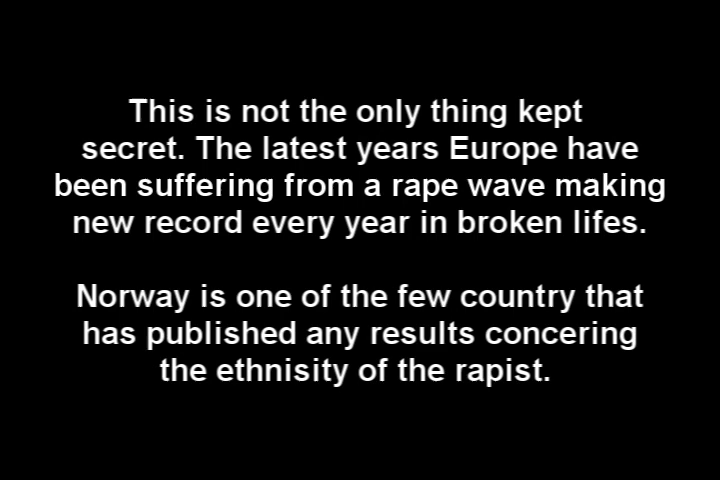 This is not the only thing kept
secret. The latest years Europe have
been suffering from a rape wave making
new record every year in broken lifes.
Norway is one of the few country that
has published any results concering
the ethnisity of the rapist.